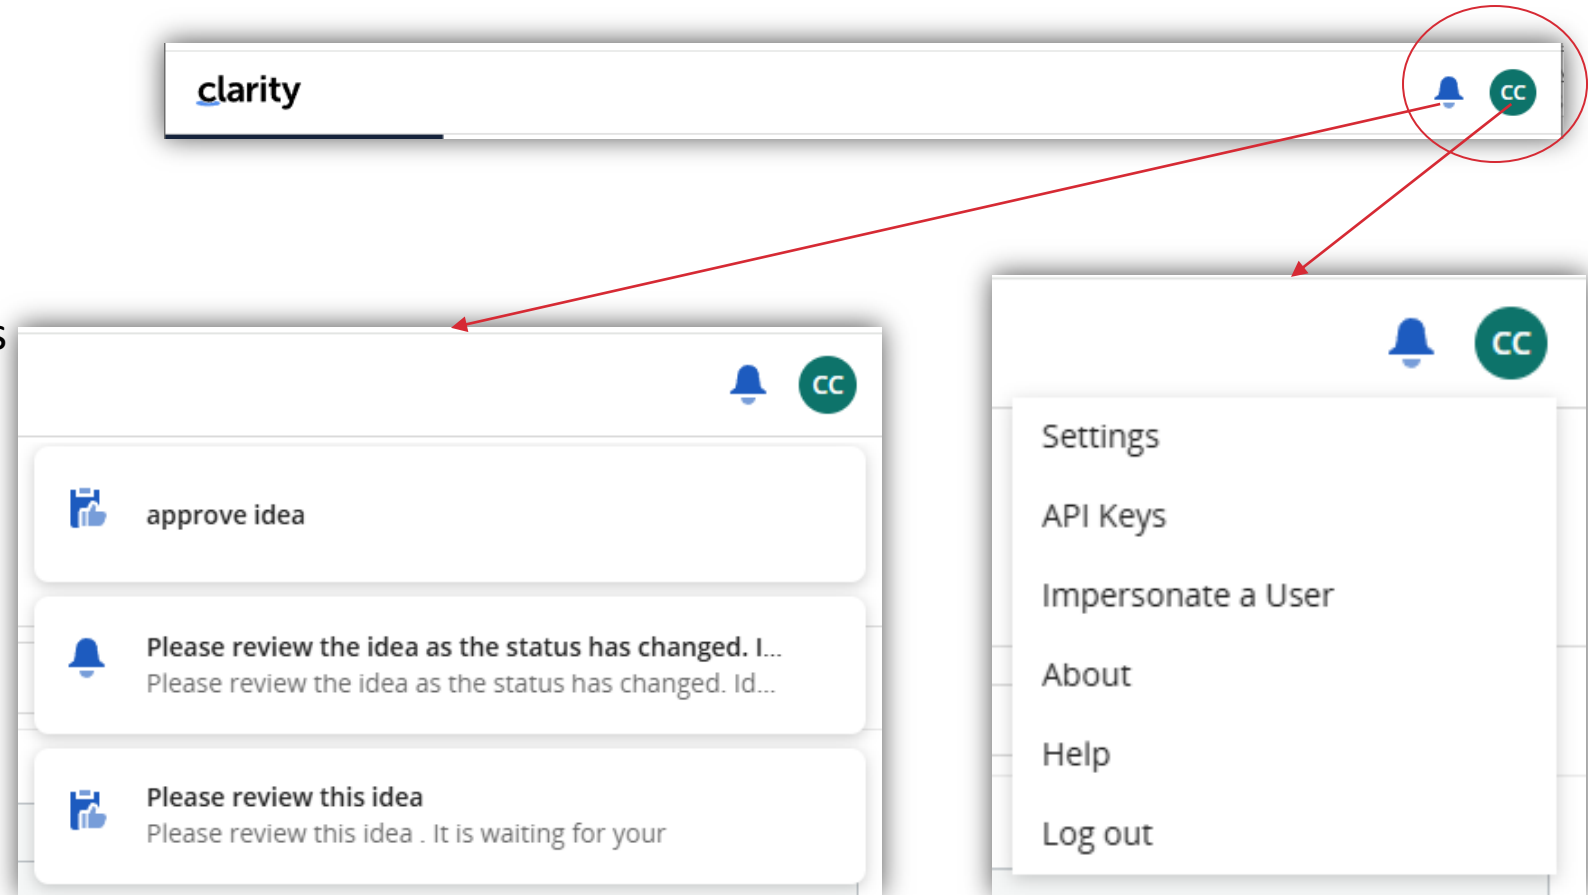 clarity
CC
s
CC
approve idea
Please review the idea as the status has changed. I...
Please review the idea as the status has changed. Id...
Please review this idea
Please review this idea . It is waiting for your
CC
Settings
API Keys
Impersonate a User
About
Help
Log out